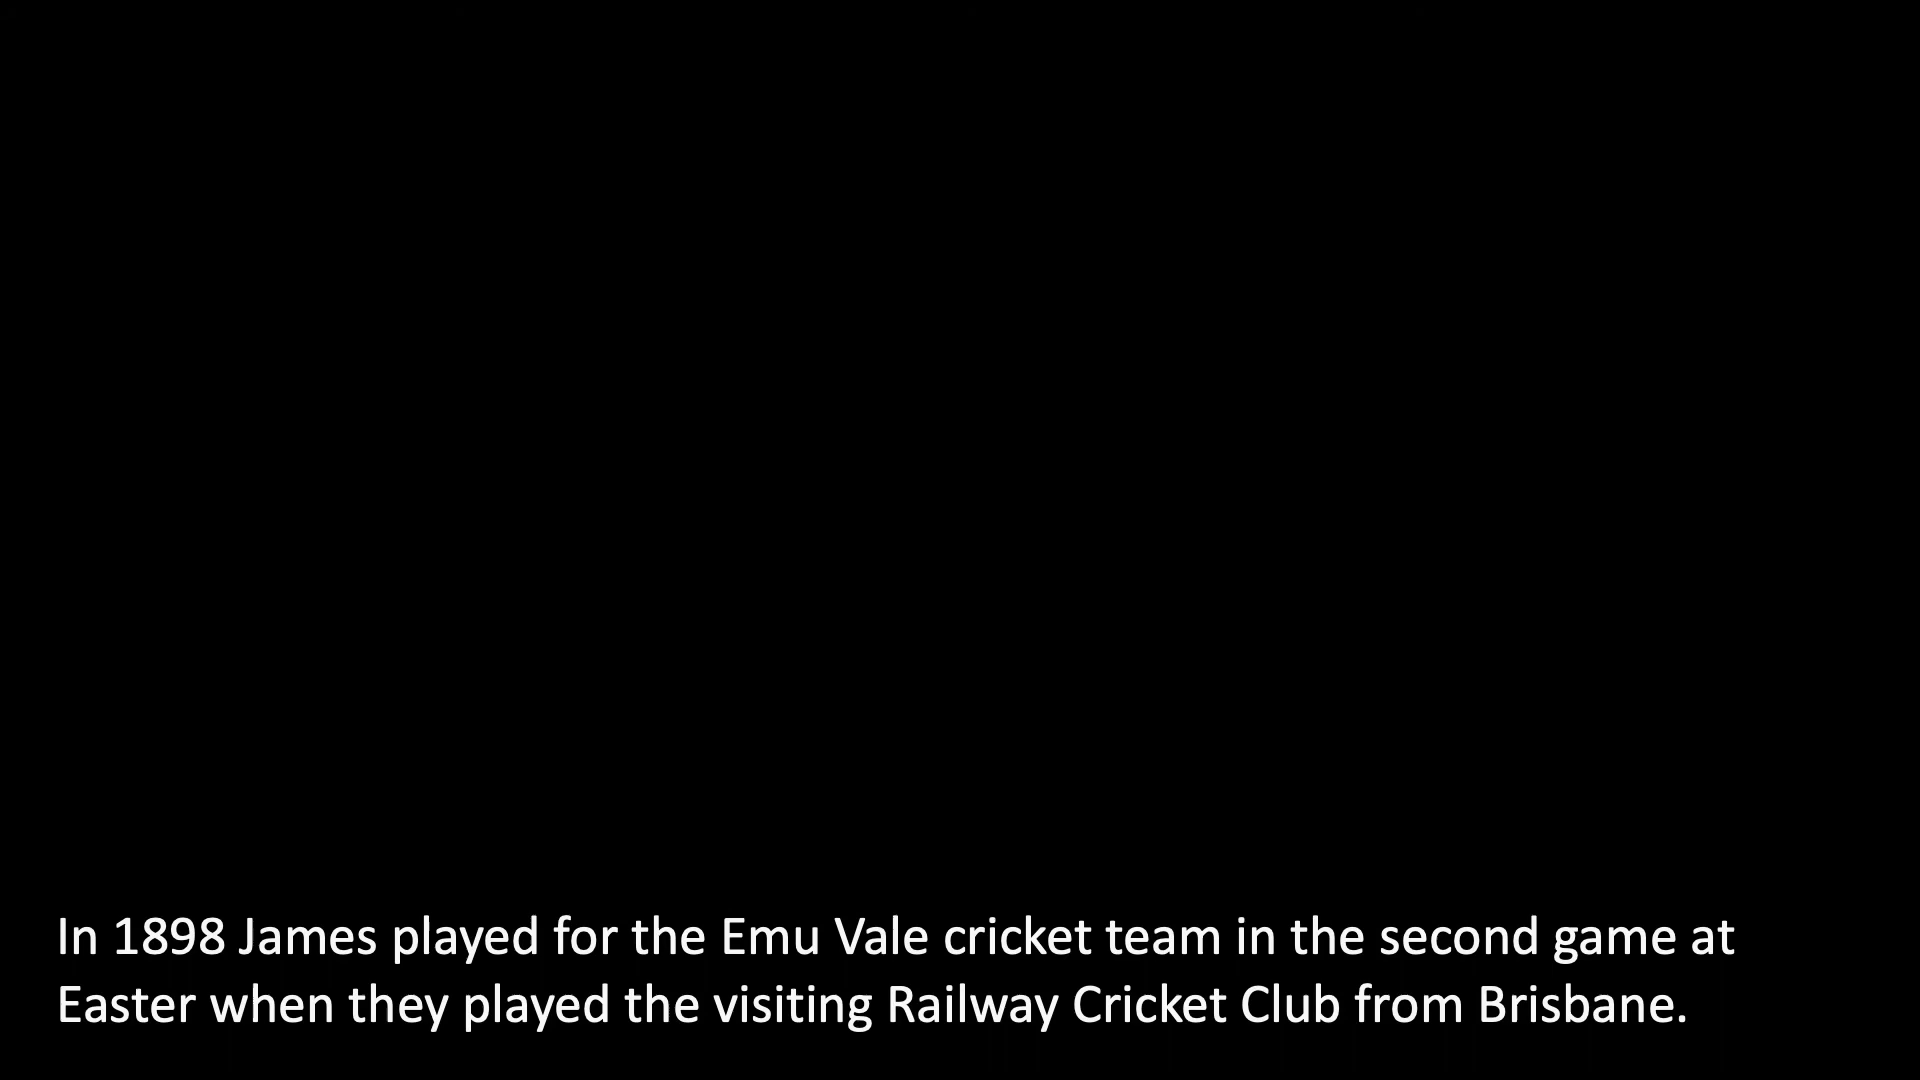 In 1898 James played for the Emu Vale cricket team in the second game at
Easter when they played the visiting Railway Cricket Club from Brisbane.